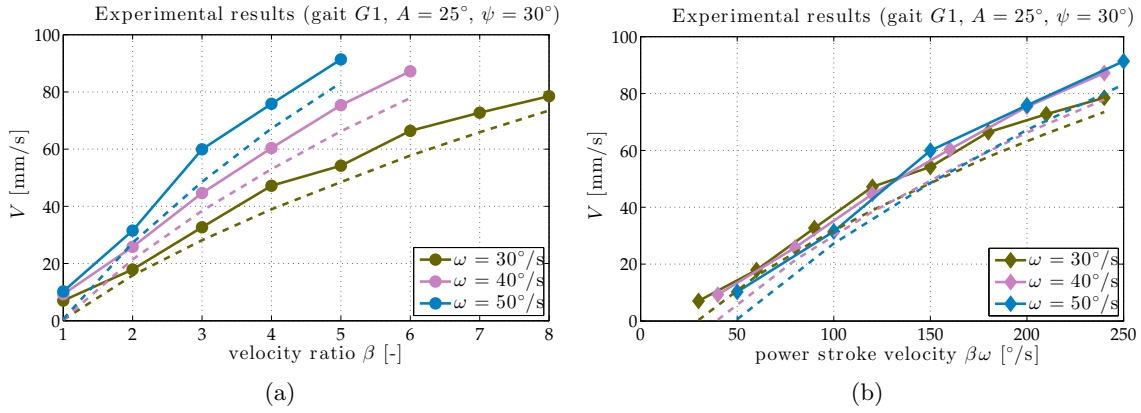 Experimental results (gait G1, A = 25°, ψ = 30°)
100
80
60
40
20
0
V [mm/s]
ω = 30°/s
ω = 40°/s
ω = 50°/s
1 2 3 4 5 6 7 8
velocity ratio β [-]
(a)
Experimental results (gait G1, A = 25°, ψ = 30°)
100
80
60
40
20
0
V [mm/s]
ω = 30°/s
ω = 40°/s
ω = 50°/s
0 50 100 150 200 250
power stroke velocity βω [°/s]
(b)